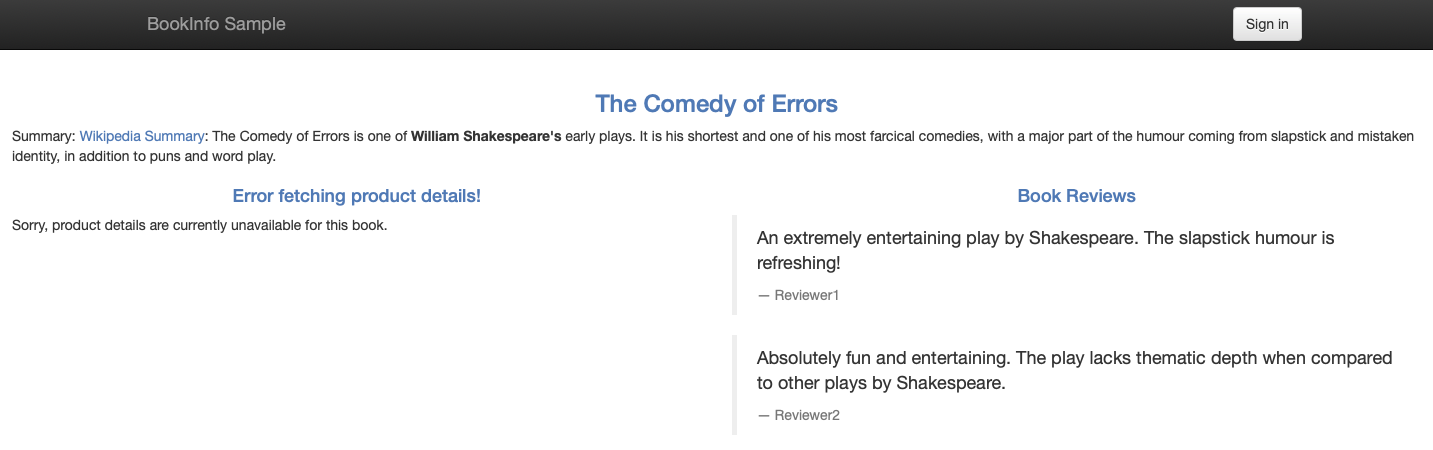 BookInfo Sample
Sign in
The Comedy of Errors
Summary: Wikipedia Summary: The Comedy of Errors is one of William Shakespeare's early plays. It is his shortest and one of his most farcical comedies, with a major part of the humour coming from slapstick and mistaken
identity, in addition to puns and word play.
Error fetching product details!
Sorry, product details are currently unavailable for this book.
Book Reviews
An extremely entertaining play by Shakespeare. The slapstick humour is
refreshing!
— Reviewer1
Absolutely fun and entertaining. The play lacks thematic depth when compared
to other plays by Shakespeare.
— Reviewer2